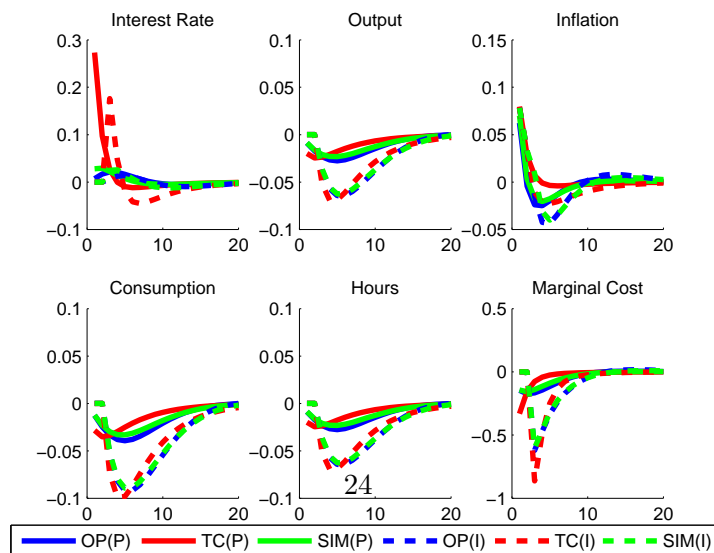 Interest Rate Output Inflation
0.3 0.1 0.15
0.2 0.05 0.1
0.1 0 0.05
0 −0.05 0
−0.1 −0.1 0.05
0 10 20 0 10 20 0 10 20
Consumption Hours Marginal Cost
0.1 0.1 0.5
0.05 0.05 0
0 0 −0.5
−0.05 −0.05 −1
−0.1 −0.1
0 10 20 0 10 20 0 10 20
24
OP(P) TC(P) SIM(P) OP(I) TC(I) SIM(I)